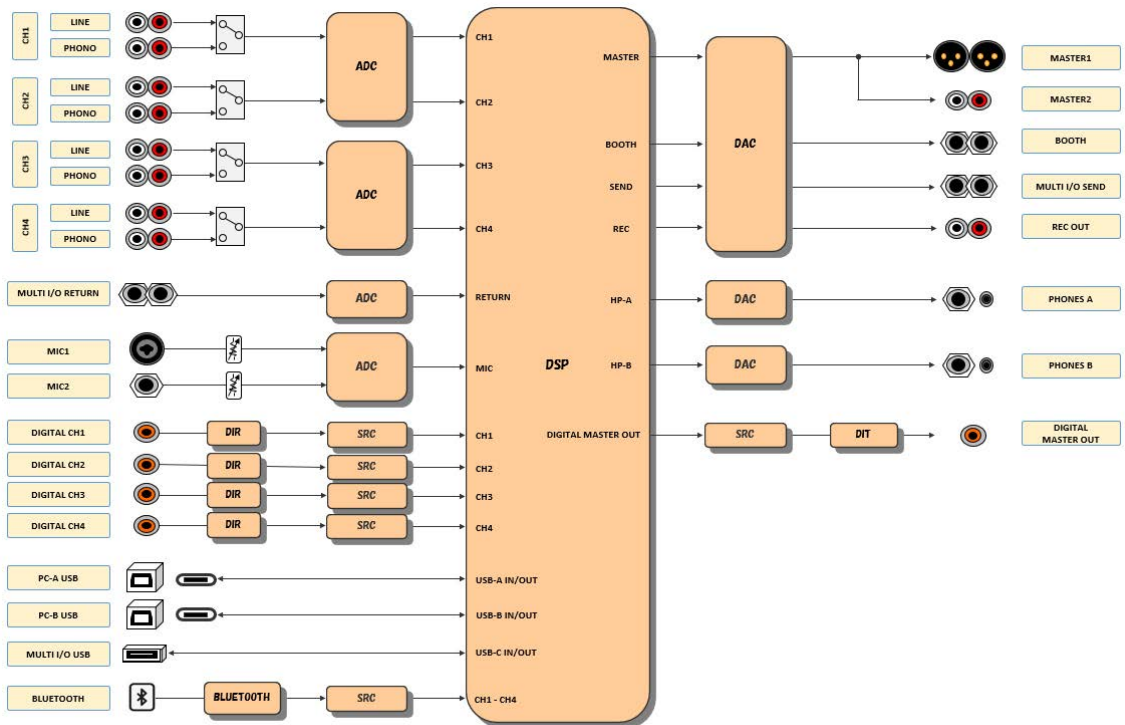 CH1
LINE
PHONO
CH2
LINE
PHONO
CH3
LINE
PHONO
CH4
LINE
PHONO
MULTI I/O RETURN
MIC1
MIC2
DIGITAL CH1
DIGITAL CH2
DIGITAL CH3
DIGITAL CH4
PC-A USB
PC-B USB
MULTI I/O USB
BLUETOOTH
DIR
DIR
DIR
DIR
BLUETOOTH
ADC
ADC
ADC
ADC
SRC
SRC
SRC
SRC
SRC
CH1
CH2
CH3
CH4
RETURN
MIC
CH1
CH2
CH3
CH4
USB-A IN/OUT
USB-B IN/OUT
USB-C IN/OUT
CH1 - CH4
DSP
MASTER
BOOTH
SEND
REC
HP-A
HP-B
DIGITAL MASTER OUT
DAC
DAC
DAC
SRC
DIT
MASTER1
MASTER2
BOOTH
MULTI I/O SEND
REC OUT
PHONES A
PHONES B
DIGITAL
MASTER OUT